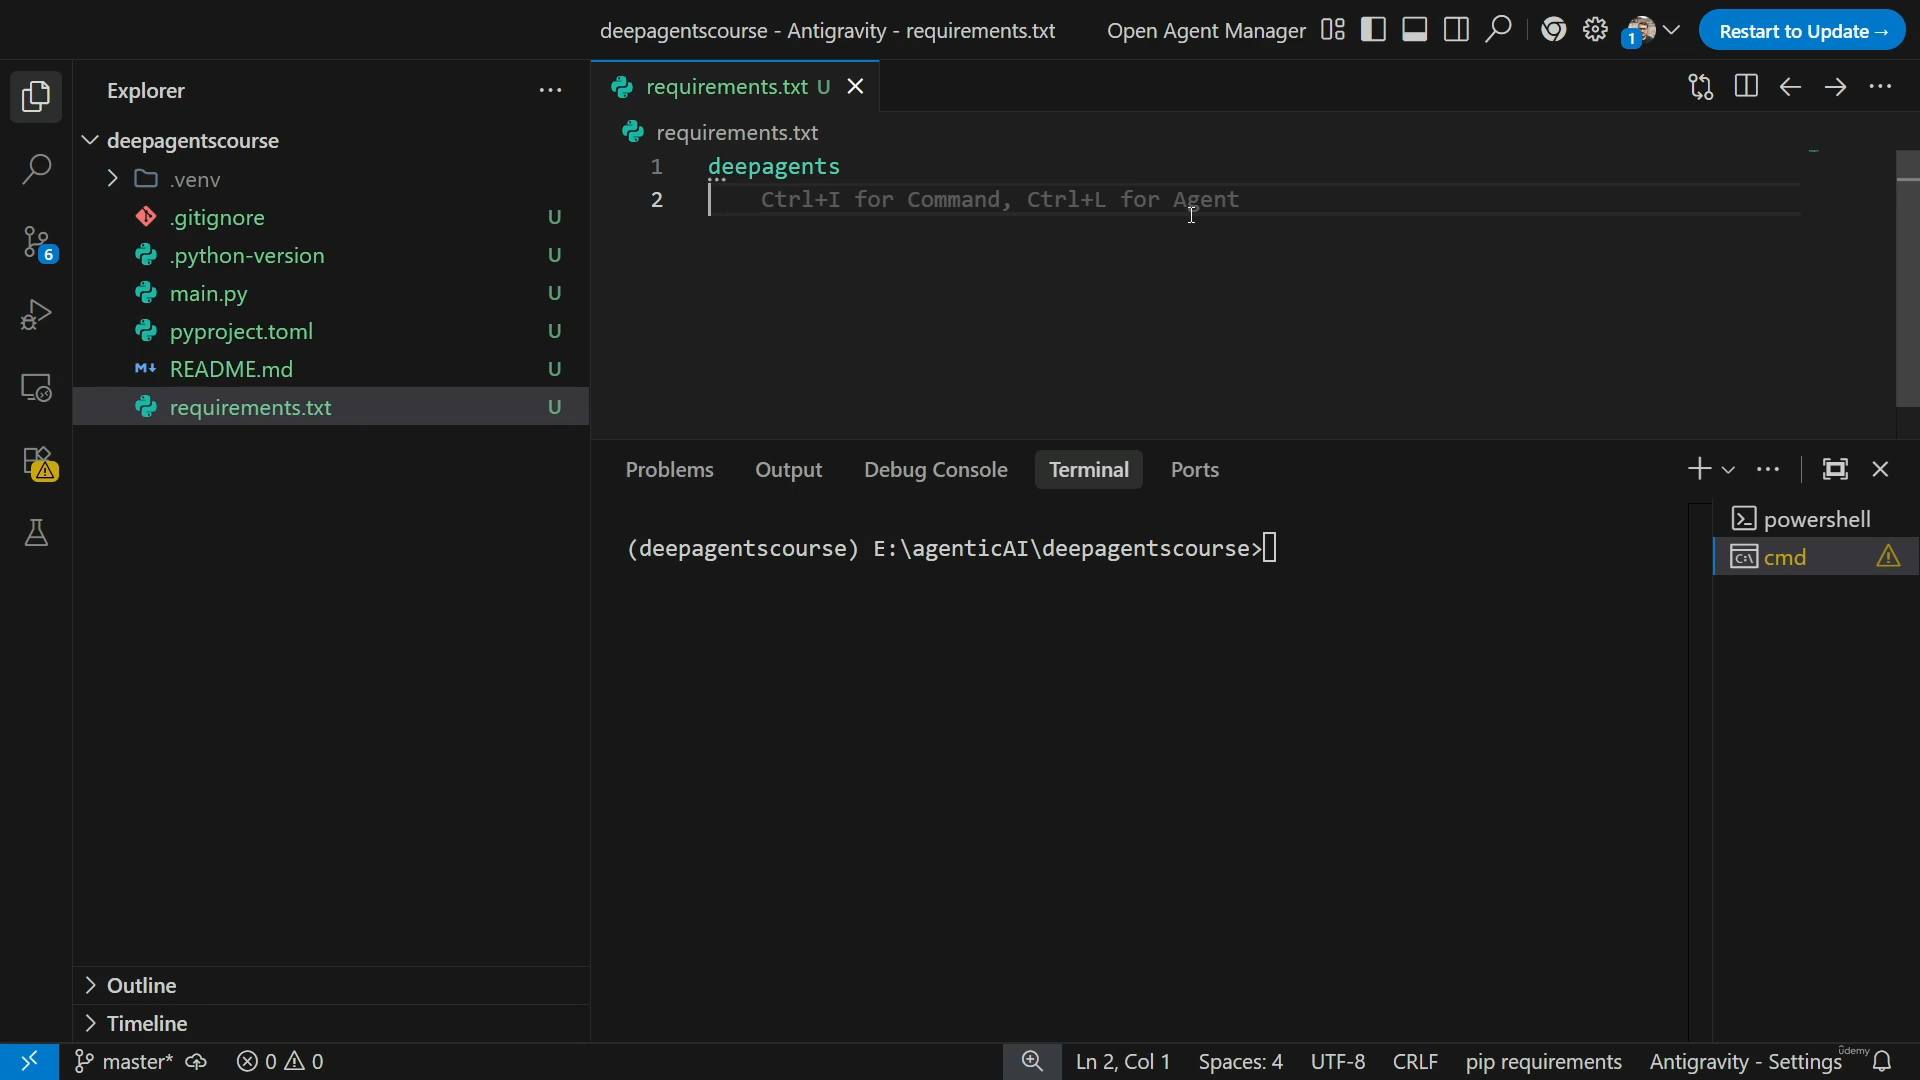 deepagentscourse - Antigravity - requirements.txt
Open Agent Manager
1
Restart to Update →
Explorer
deepagentscourse
.venv
.gitignore U
.python-version U
main.py U
pyproject.toml U
README.md U
requirements.txt U
6
Outline
Timeline
requirements.txt U
requirements.txt
1 deepagents
2 Ctrl+I for Command, Ctrl+L for Agent
Problems Output Debug Console Terminal Ports
(deepagentscourse) E:\agenticAI\deepagentscourse>
powershell
cmd
master* 0 0
Ln 2, Col 1 Spaces: 4 UTF-8 CRLF pip requirements Antigravity - Settings
ûdemy